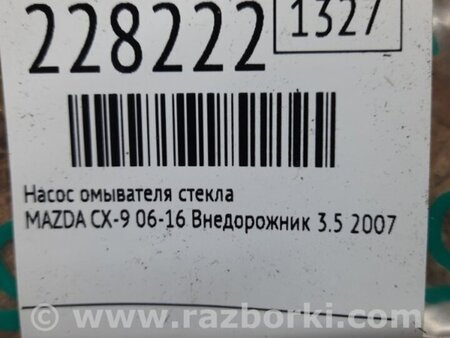 228222 1327
Насос омывателя стекла
MAZDA CX-9 06-16 Внедорожник 3.5 2007
www.razborki.com